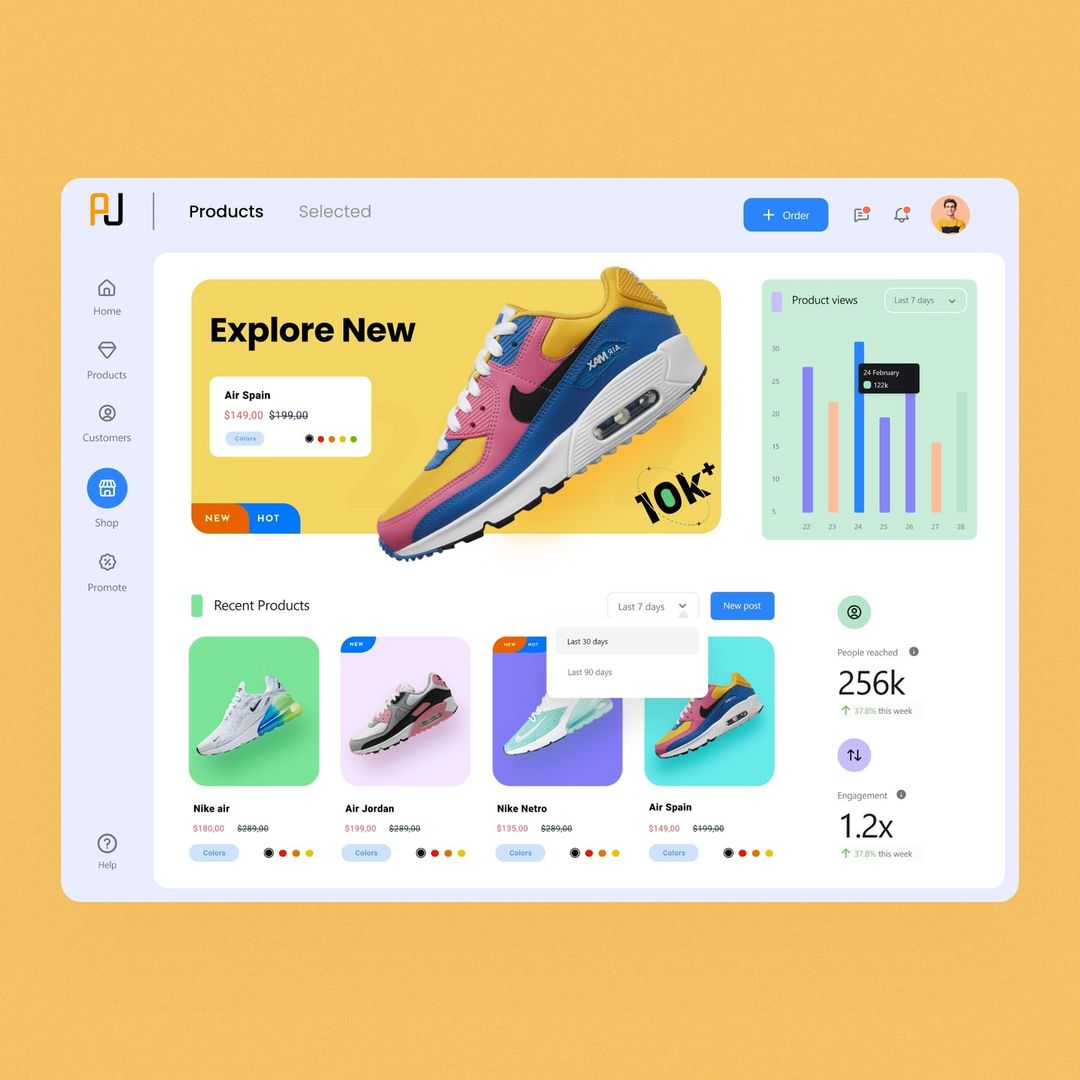 PJ
Products
Selected
+ Order
Home
Products
Customers
Shop
Promote
Help
Explore New
Air Spain
$149,00 $199,00
Colors
NEW
HOT
AIR MAX
10k+
Product views
Last 7 days
30
25
20
15
10
5
24 February
122k
22 23 24 25 26 27 28
Recent Products
Last 7 days
New post
Last 30 days
Last 90 days
NEW
NEW HOT
Nike air
$180,00 $289,00
Colors
Air Jordan
$199,00 $289,00
Colors
Nike Netro
$135,00 $289,00
Colors
Air Spain
$149,00 $199,00
Colors
People reached
256k
37.8% this week
Engagement
1.2x
37.8% this week